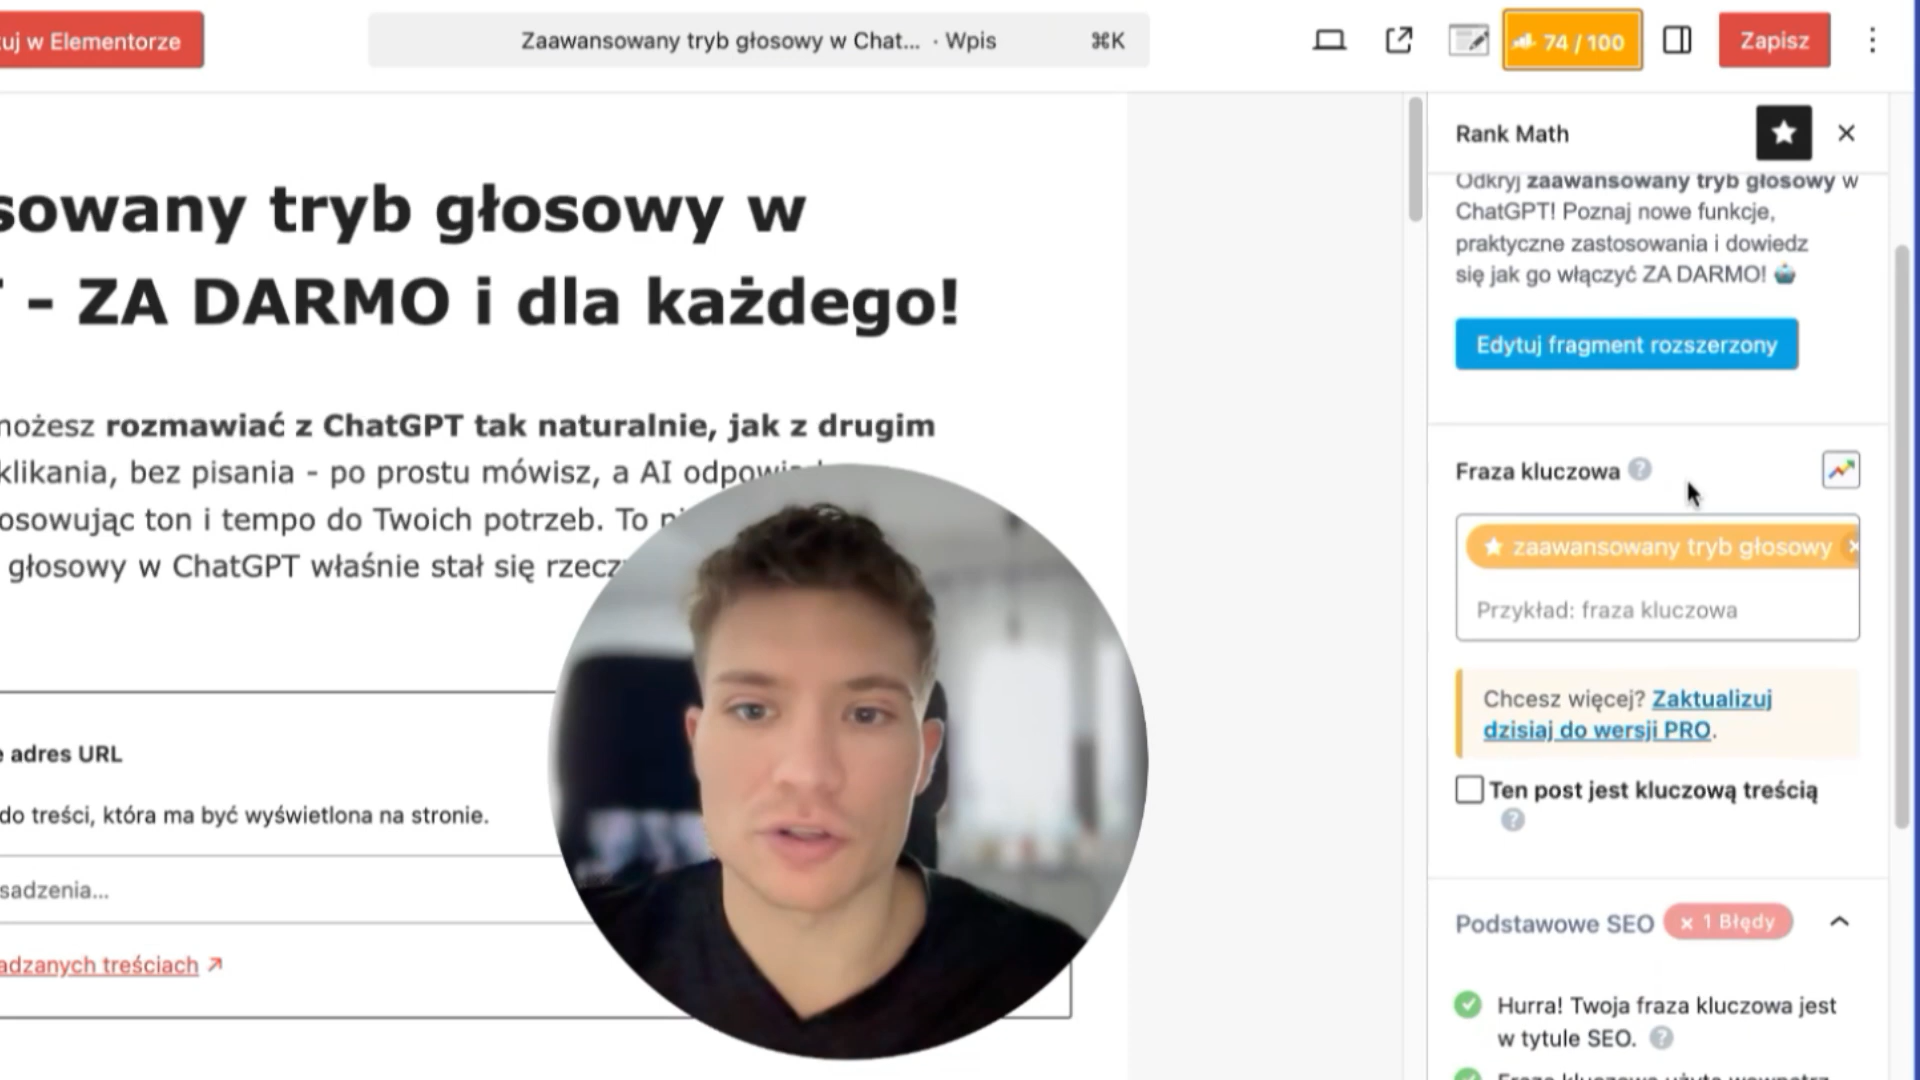 uj w Elementorze
Zaawansowany tryb głosowy w Chat... · Wpis
⌘K
74 / 100
Zapisz
sowany tryb głosowy w
- ZA DARMO i dla każdego!
możesz rozmawiać z ChatGPT tak naturalnie, jak z drugim
klikania, bez pisania - po prostu mówisz, a AI
osowując ton i tempo do Twoich potrzeb. To
głosowy w ChatGPT właśnie stał się
e adres URL
do treści, która ma być wyświetlona na stronie.
sadzenia...
adzanych treściach ↗
Rank Math
Odkryj zaawansowany tryb głosowy w
ChatGPT! Poznaj nowe funkcje,
praktyczne zastosowania i dowiedz
się jak go włączyć ZA DARMO! 🤖
Edytuj fragment rozszerzony
Fraza kluczowa
zaawansowany tryb głosowy
Przykład: fraza kluczowa
Chcesz więcej? Zaktualizuj
dzisiaj do wersji PRO.
Ten post jest kluczową treścią
Podstawowe SEO × 1 Błędy
Hurra! Twoja fraza kluczowa jest
w tytule SEO.